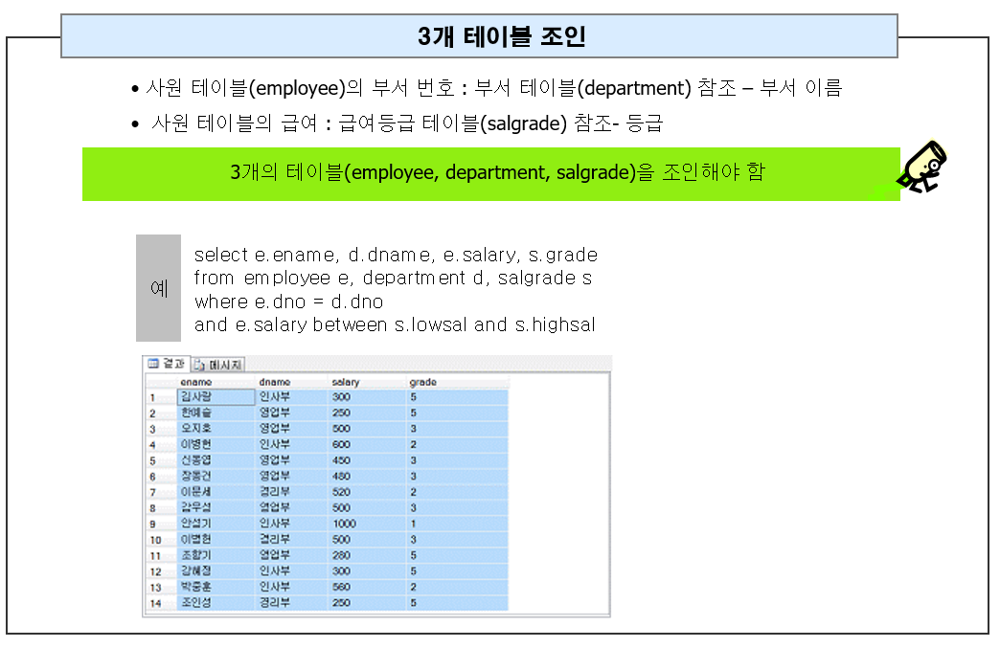 3개 테이블 조인
• 사원 테이블(employee)의 부서 번호 : 부서 테이블(department) 참조 – 부서 이름
• 사원 테이블의 급여 : 급여등급 테이블(salgrade) 참조- 등급
3개의 테이블(employee, department, salgrade)을 조인해야 함
예
select e.ename, d.dname, e.salary, s.grade
from employee e, department d, salgrade s
where e.dno = d.dno
and e.salary between s.lowsal and s.highsal
결과 메시지
ename dname salary grade
1 김사랑 인사부 300 5
2 한예슬 영업부 250 5
3 오지호 영업부 500 3
4 이병헌 인사부 600 2
5 신동엽 영업부 450 3
6 장동건 영업부 480 3
7 이문세 경리부 520 2
8 감우성 영업부 500 3
9 안성기 인사부 1000 1
10 이병헌 경리부 500 3
11 조향기 영업부 280 5
12 강혜정 인사부 300 5
13 박중훈 인사부 560 2
14 조인성 경리부 250 5